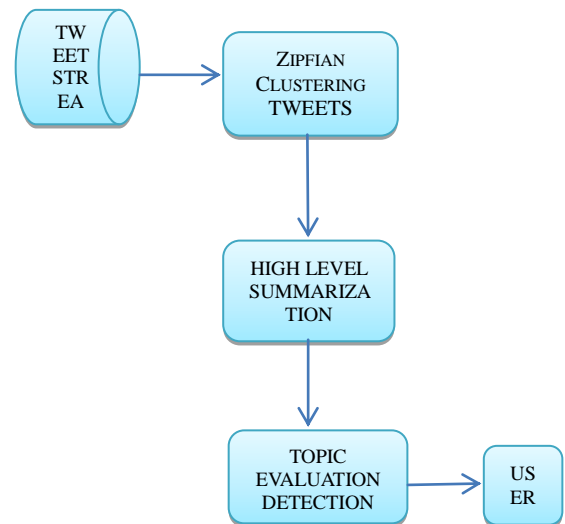 TW
EET
STR
EA
ZIPFIAN
CLUSTERING
TWEETS
HIGH LEVEL
SUMMARIZA
TION
TOPIC
EVALUATION
DETECTION
US
ER